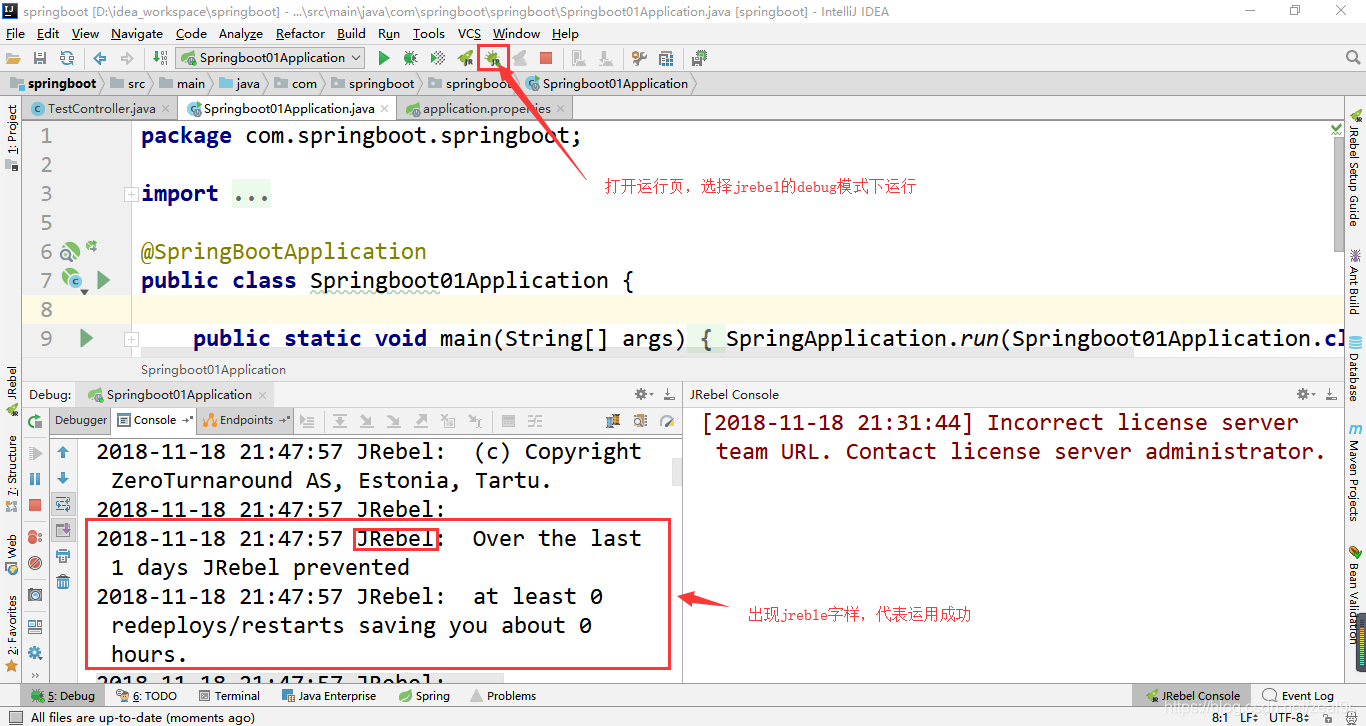 springboot [D:\idea_workspace\springboot] - ...\src\main\java\com\springboot\springboot\Springboot01Application.java [springboot] - IntelliJ IDEA
File Edit View Navigate Code Analyze Refactor Build Run Tools VCS Window Help
Springboot01Application
springboot src main java com springboot springboot Springboot01Application
TestController.java Springboot01Application.java application.properties
1 package com.springboot.springboot;
2
3 import ...
5
6 @SpringBootApplication
7 public class Springboot01Application {
8
9 public static void main(String[] args) { SpringApplication.run(Springboot01Application.cl
打开运行页，选择jrebel的debug模式下运行
Springboot01Application
1: Project
JRebel
7: Structure
Web
2: Favorites
JRebel Setup Guide
Ant Build
Database
Maven Projects
Bean Validation
Debug: Springboot01Application
Debugger Console Endpoints
2018-11-18 21:47:57 JRebel: (c) Copyright
ZeroTurnaround AS, Estonia, Tartu.
2018-11-18 21:47:57 JRebel:
2018-11-18 21:47:57 JRebel: Over the last
1 days JRebel prevented
2018-11-18 21:47:57 JRebel: at least 0
redeploys/restarts saving you about 0
hours.
2018-11-18 21:47:57 JRebel:
JRebel Console
[2018-11-18 21:31:44] Incorrect license server
team URL. Contact license server administrator.
出现jreble字样，代表运用成功
5: Debug 6: TODO Terminal Java Enterprise Spring Problems JRebel Console Event Log
All files are up-to-date (moments ago) 8:1 LF UTF-8